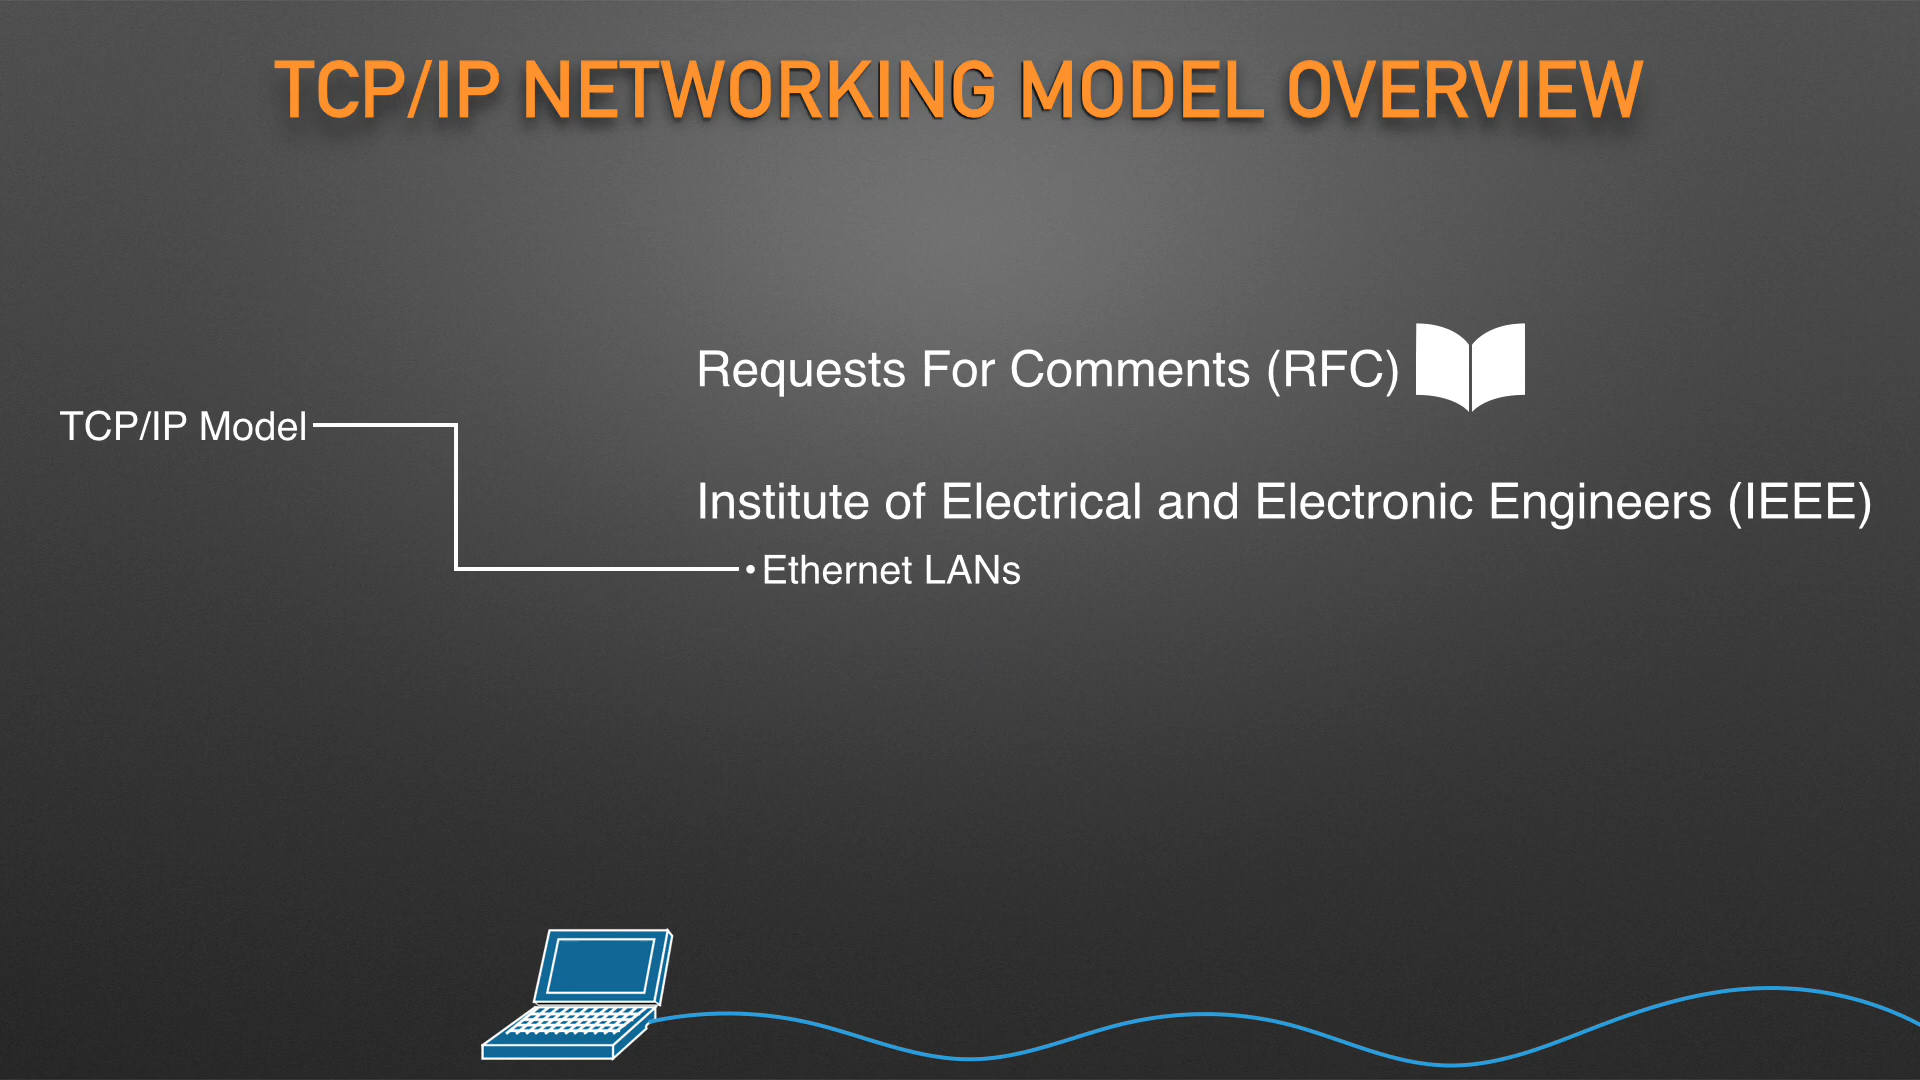 TCP/IP NETWORKING MODEL OVERVIEW
Requests For Comments (RFC)
TCP/IP Model
Institute of Electrical and Electronic Engineers (IEEE)
• Ethernet LANs